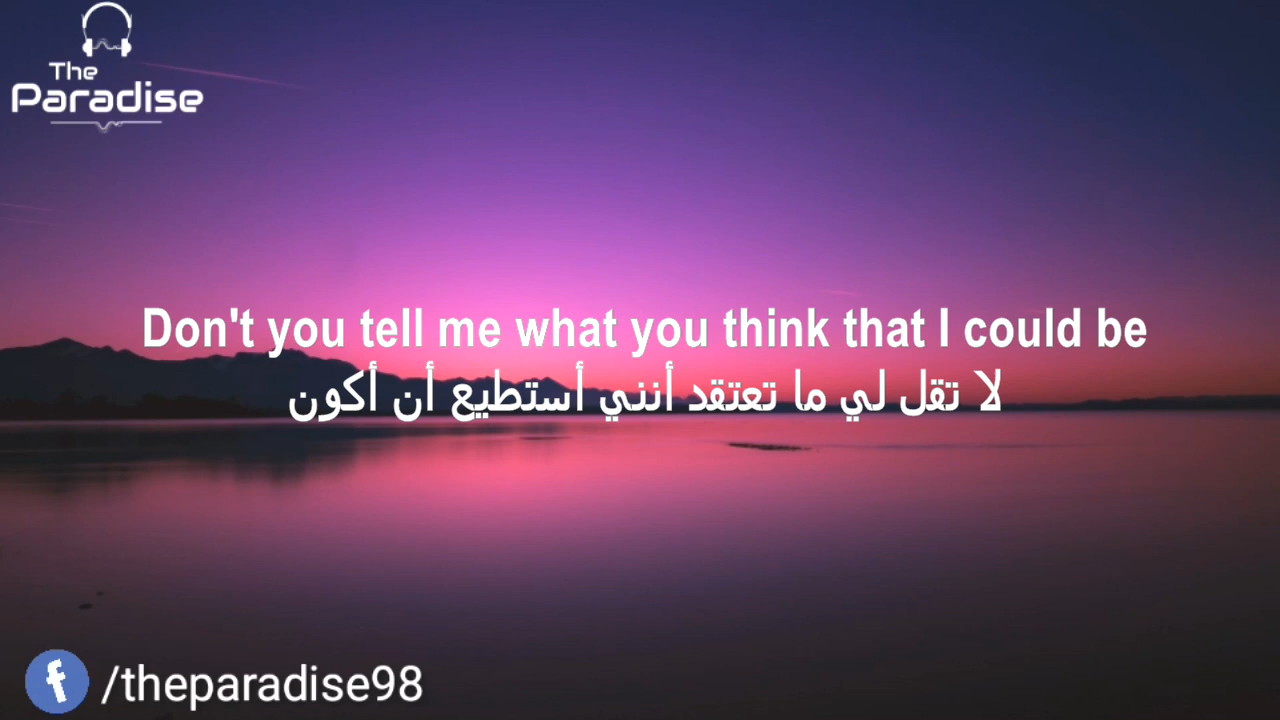 The
Paradise
Don't you tell me what you think that I could be
لا تقل لي ما تعتقد أنني أستطيع أن أكون
/theparadise98